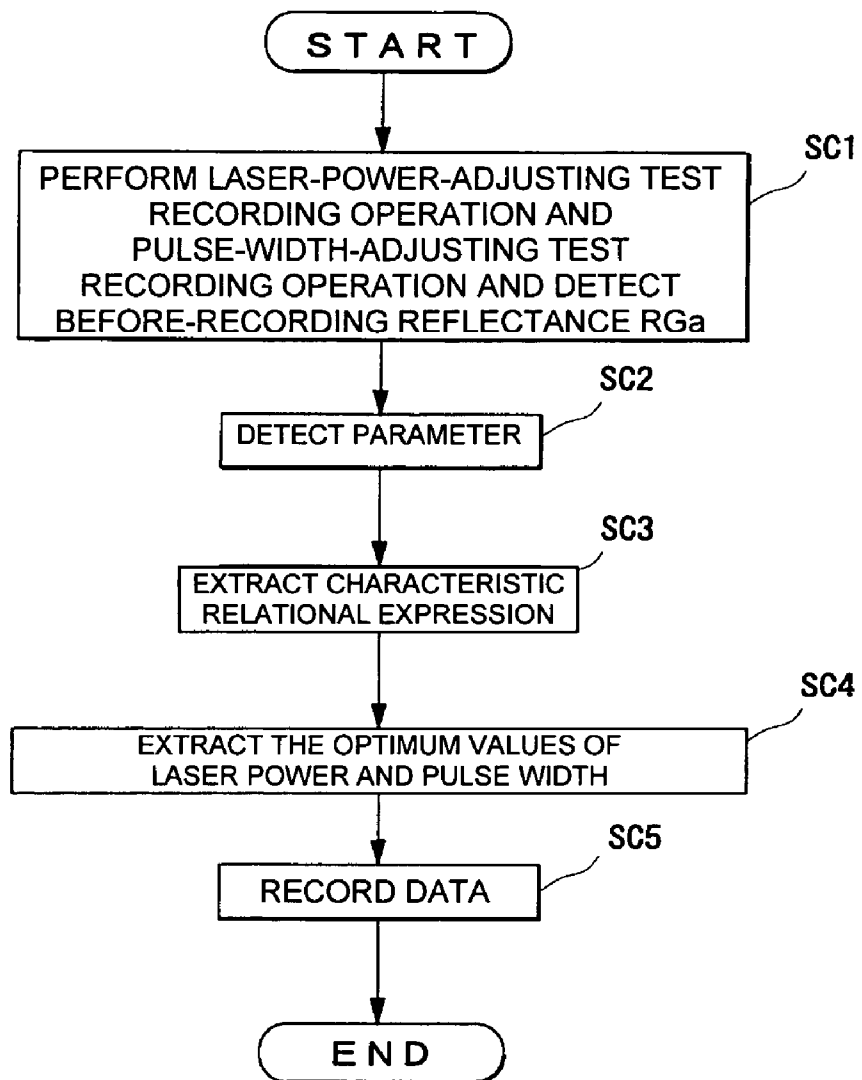 START
SC1
PERFORM LASER-POWER-ADJUSTING TEST
RECORDING OPERATION AND
PULSE-WIDTH-ADJUSTING TEST
RECORDING OPERATION AND DETECT
BEFORE-RECORDING REFLECTANCE RGa
SC2
DETECT PARAMETER
SC3
EXTRACT CHARACTERISTIC
RELATIONAL EXPRESSION
SC4
EXTRACT THE OPTIMUM VALUES OF
LASER POWER AND PULSE WIDTH
SC5
RECORD DATA
END